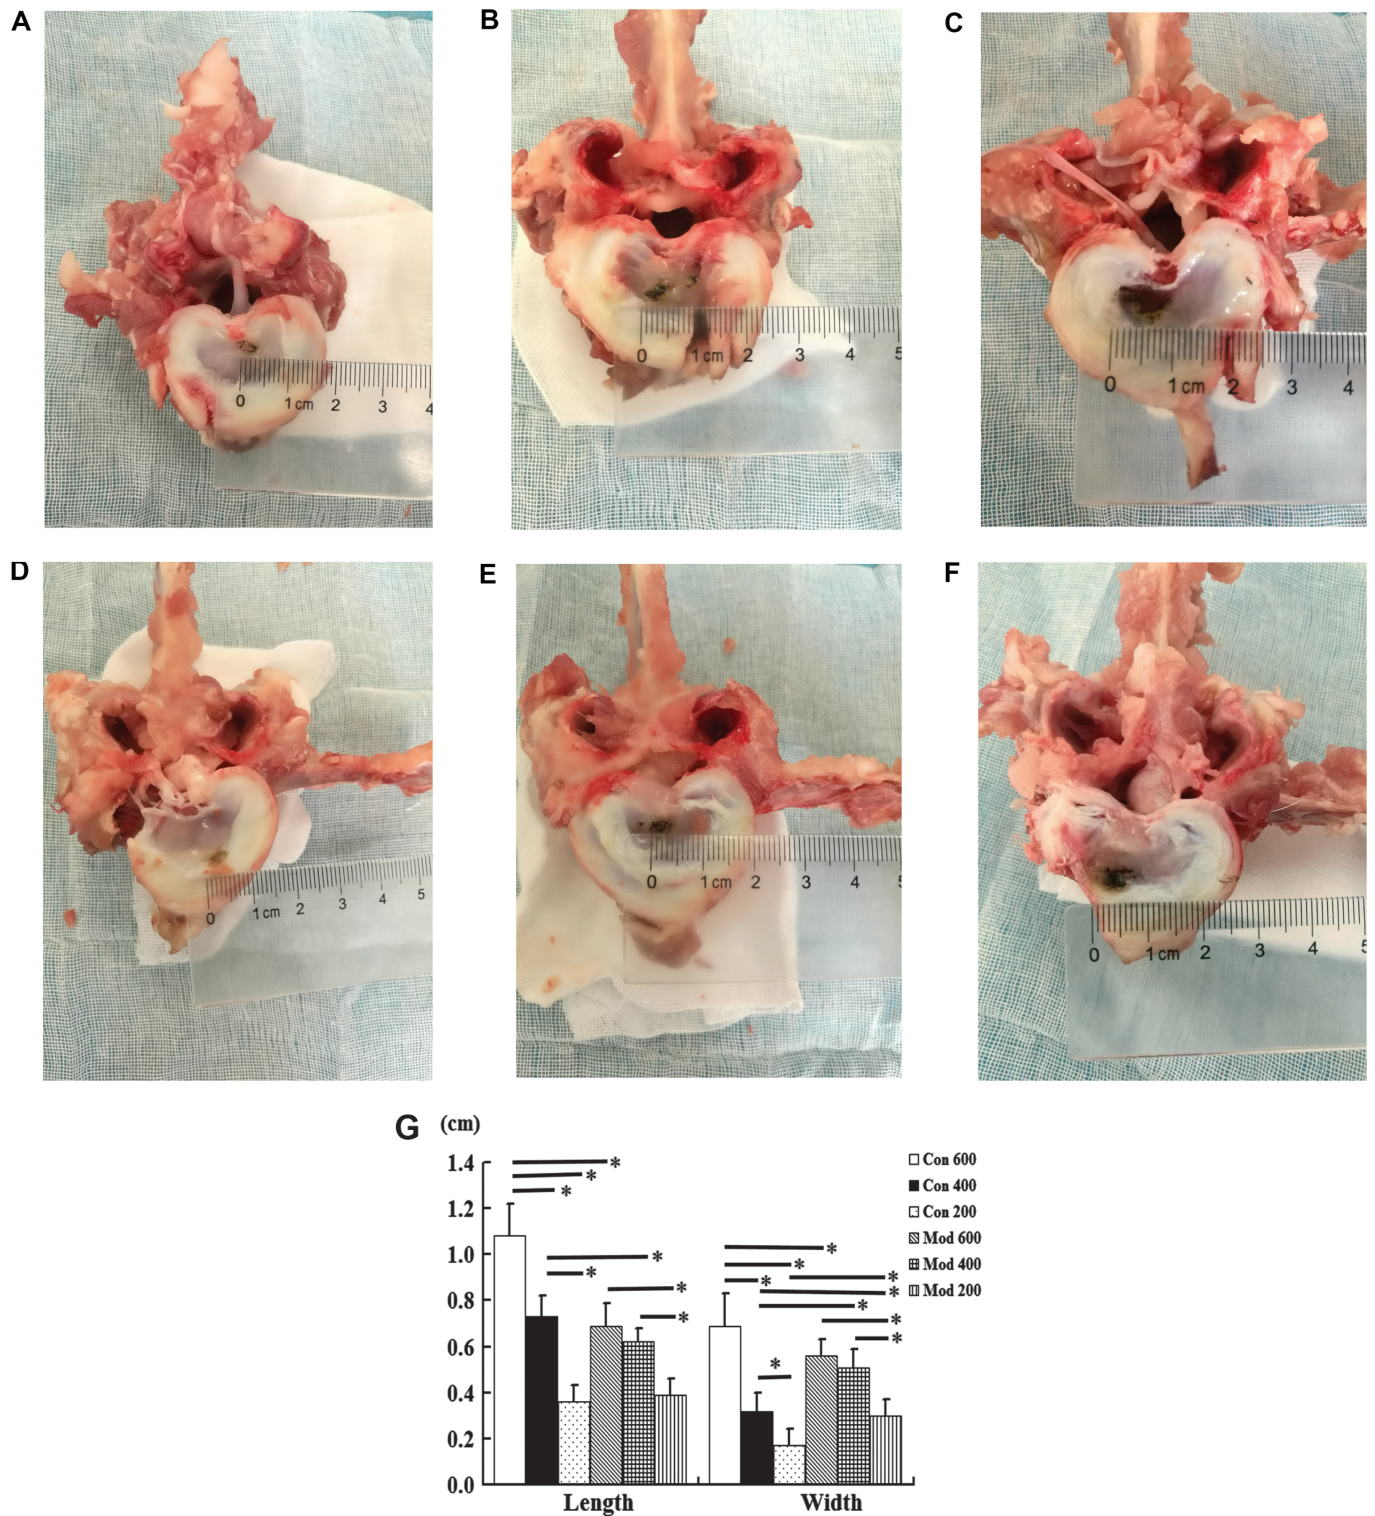 A
B
C
0 1 cm 2 3 4
0 1 cm 2 3 4 5
0 1 cm 2 3 4
D
E
F
0 1 cm 2 3 4 5
0 1 cm 2 3 4 5
0 1 cm 2 3 4 5
G (cm)
1.4
1.2
1.0
0.8
0.6
0.4
0.2
0.0
* * *
* *
*
*
* * *
* * *
* *
*
Con 600
Con 400
Con 200
Mod 600
Mod 400
Mod 200
Length Width